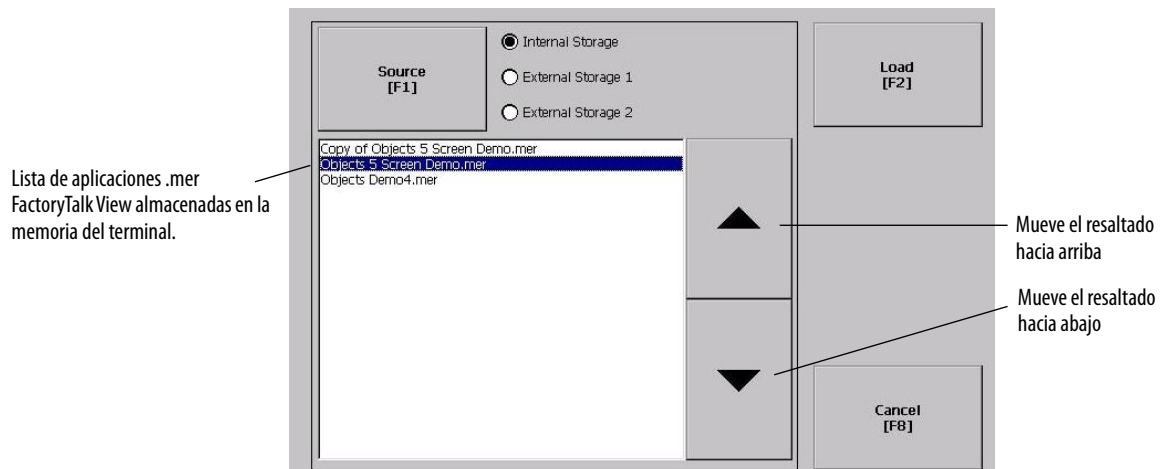 Source
[F1]
Internal Storage
External Storage 1
External Storage 2
Load
[F2]
Copy of Objects 5 Screen Demo.mer
Objects 5 Screen Demo.mer
Objects Demo4.mer
Lista de aplicaciones .mer
FactoryTalk View almacenadas en la
memoria del terminal.
Mueve el resaltado
hacia arriba
Mueve el resaltado
hacia abajo
Cancel
[F8]